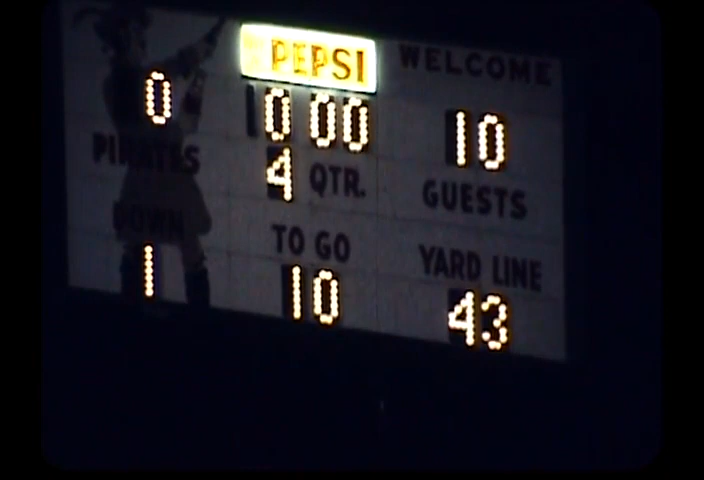 PEPSI
WELCOME
0 10 00 10
PIRATES 4 QTR. GUESTS
DOWN TO GO YARD LINE
1 10 43